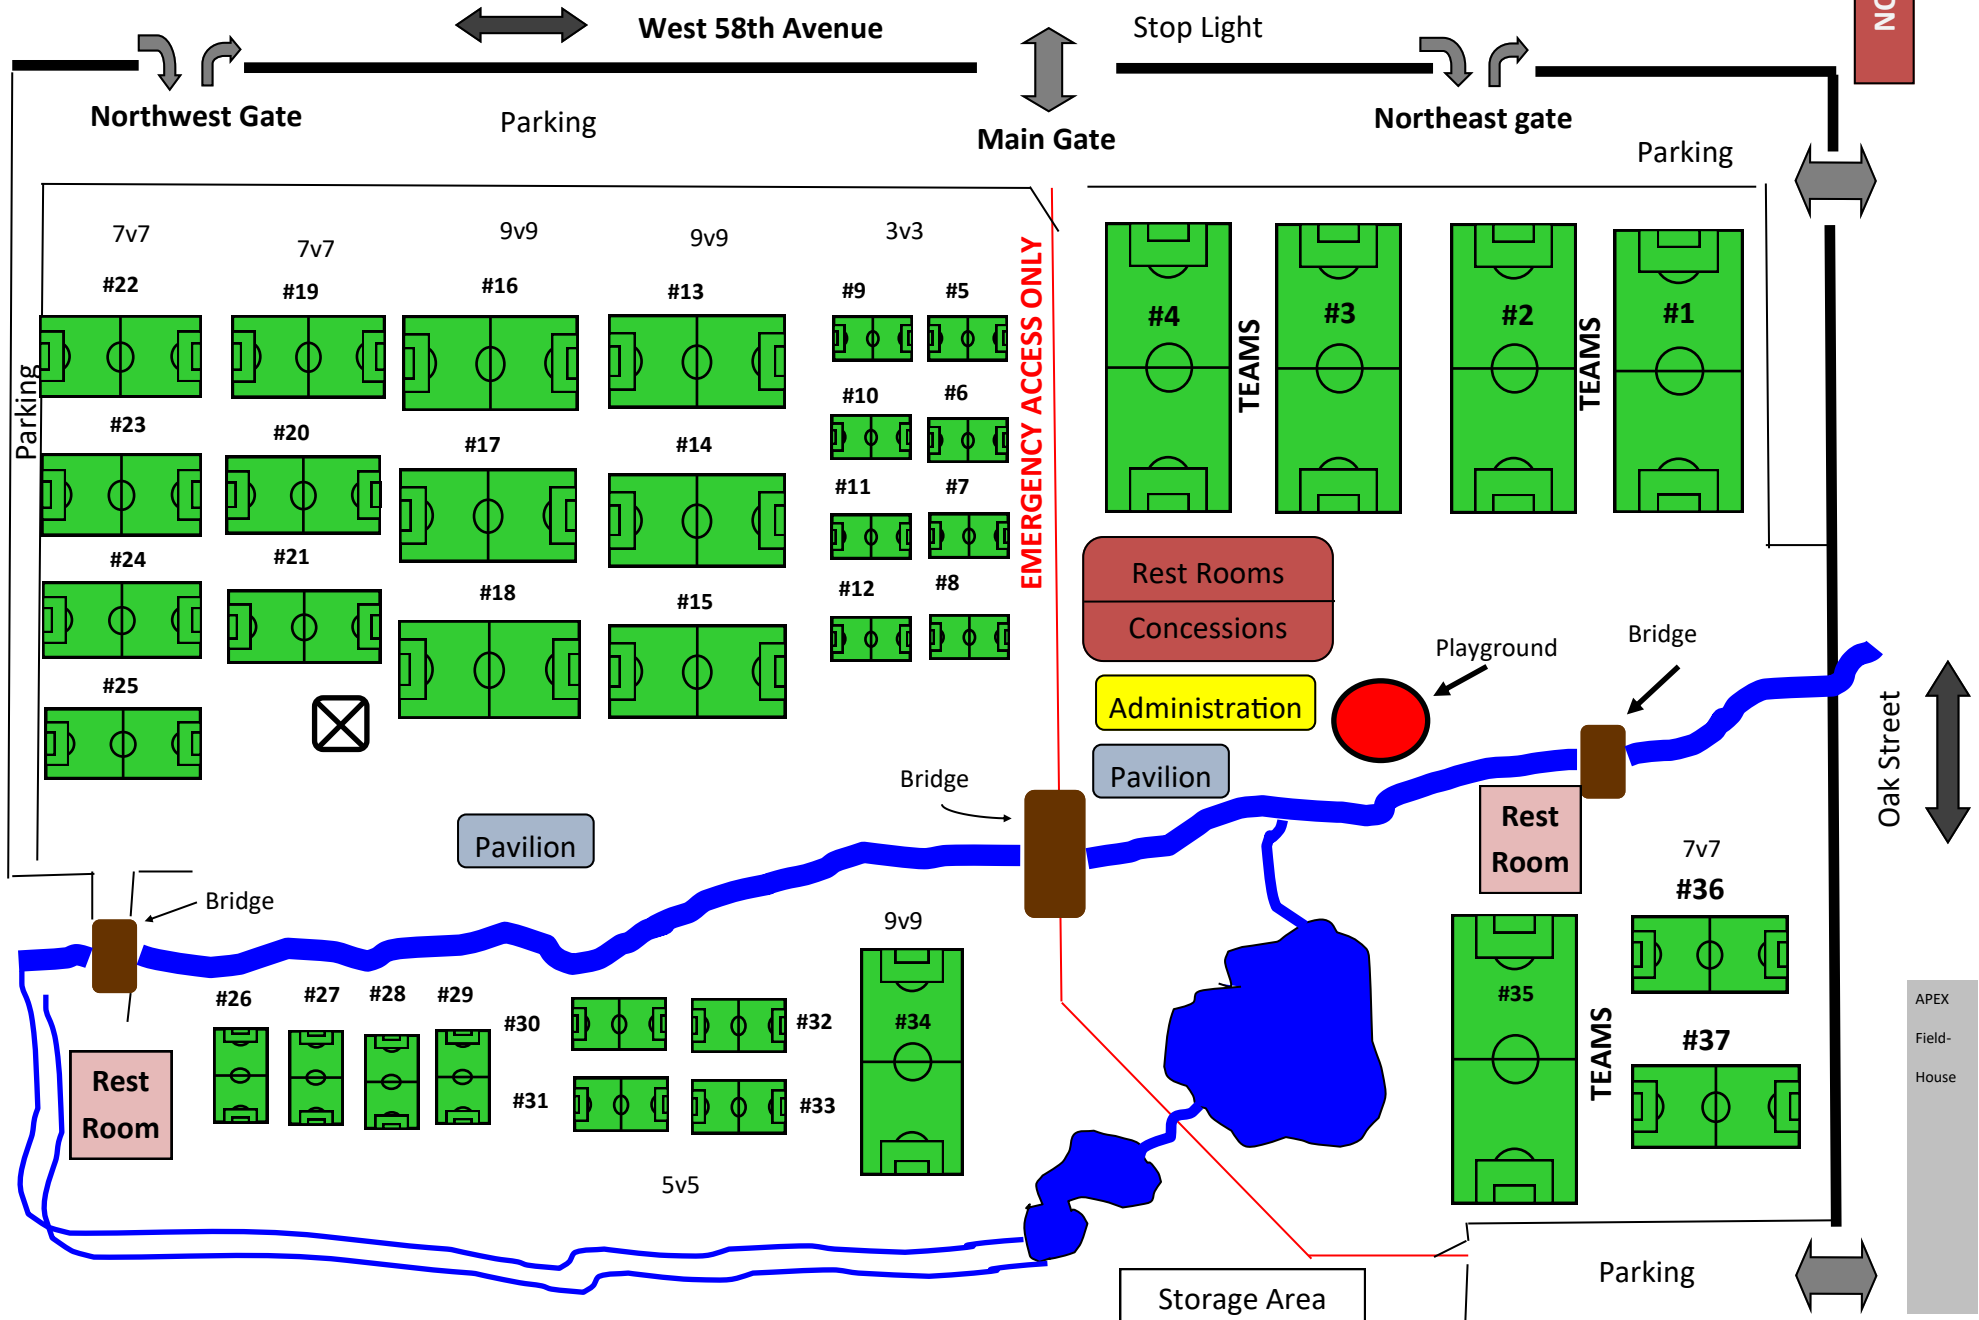 West 58th Avenue
Stop Light
NO
Northwest Gate
Parking
Main Gate
Northeast gate
Parking
7v7
7v7
9v9
9v9
3v3
EMERGENCY ACCESS ONLY
#22
#19
#16
#13
#9
#5
#4
TEAMS
#3
#2
TEAMS
#1
Parking
#23
#20
#17
#14
#10
#6
#24
#21
#18
#15
#11
#7
#12
#8
#25
Rest Rooms
Concessions
Administration
Pavilion
Playground
Bridge
Oak Street
Bridge
Pavilion
Rest
Room
7v7
#36
Bridge
9v9
#26
#27
#28
#29
#30
#32
#34
#35
TEAMS
#37
APEX
Field-
House
Rest
Room
#31
#33
5v5
Parking
Storage Area